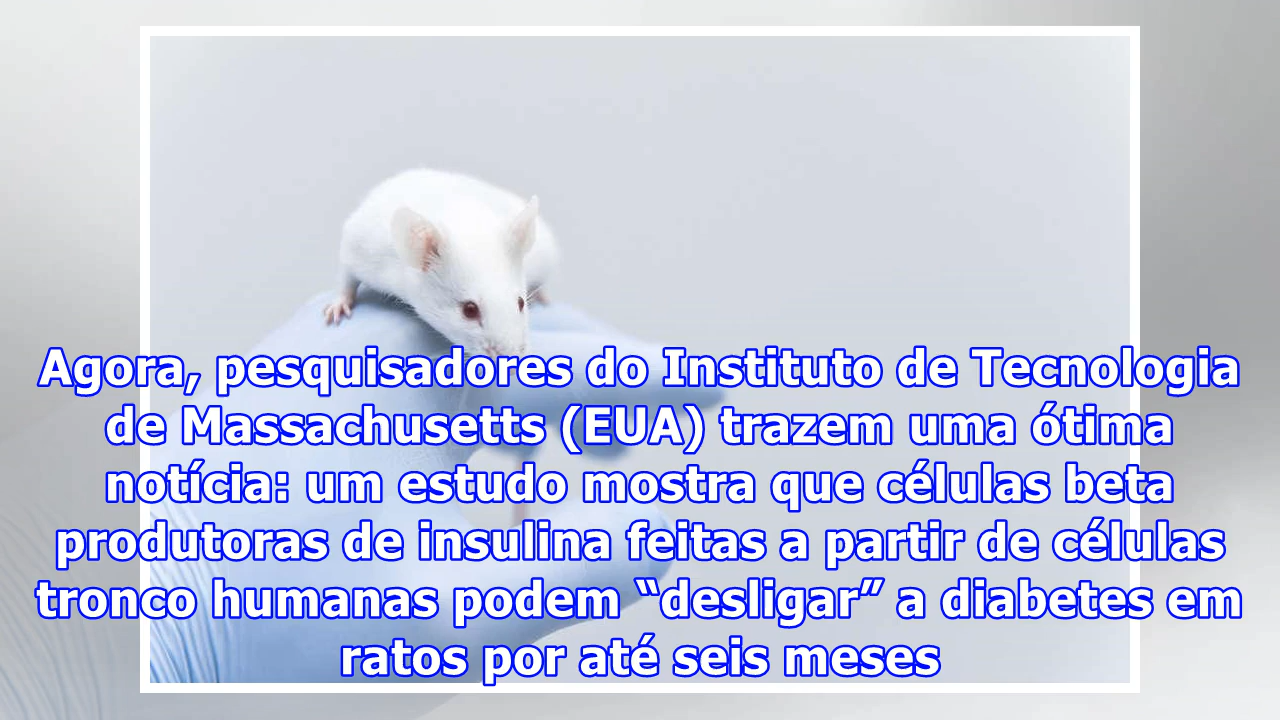 Agora, pesquisadores do Instituto de Tecnologia
de Massachusetts (EUA) trazem uma ótima
notícia: um estudo mostra que células beta
produtoras de insulina feitas a partir de células
tronco humanas podem “desligar” a diabetes em
ratos por até seis meses